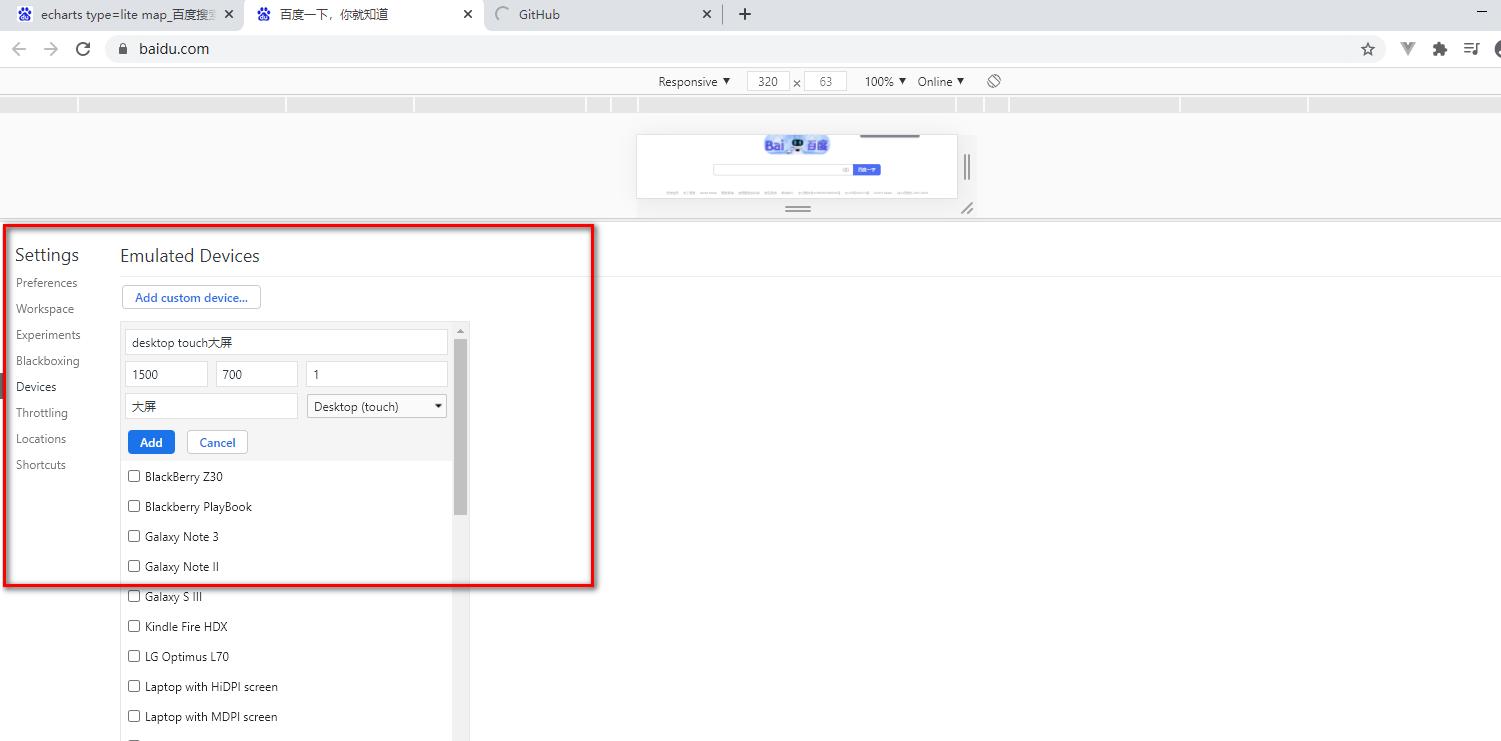 echarts type=lite map_百度搜索
百度一下，你就知道
GitHub
baidu.com
Responsive 320 × 63 100% Online
Bai 百度
百度一下
Settings
Preferences
Workspace
Experiments
Blackboxing
Devices
Throttling
Locations
Shortcuts
Emulated Devices
Add custom device...
desktop touch大屏
1500 700 1
大屏 Desktop (touch)
Add Cancel
BlackBerry Z30
Blackberry PlayBook
Galaxy Note 3
Galaxy Note II
Galaxy S III
Kindle Fire HDX
LG Optimus L70
Laptop with HiDPI screen
Laptop with MDPI screen